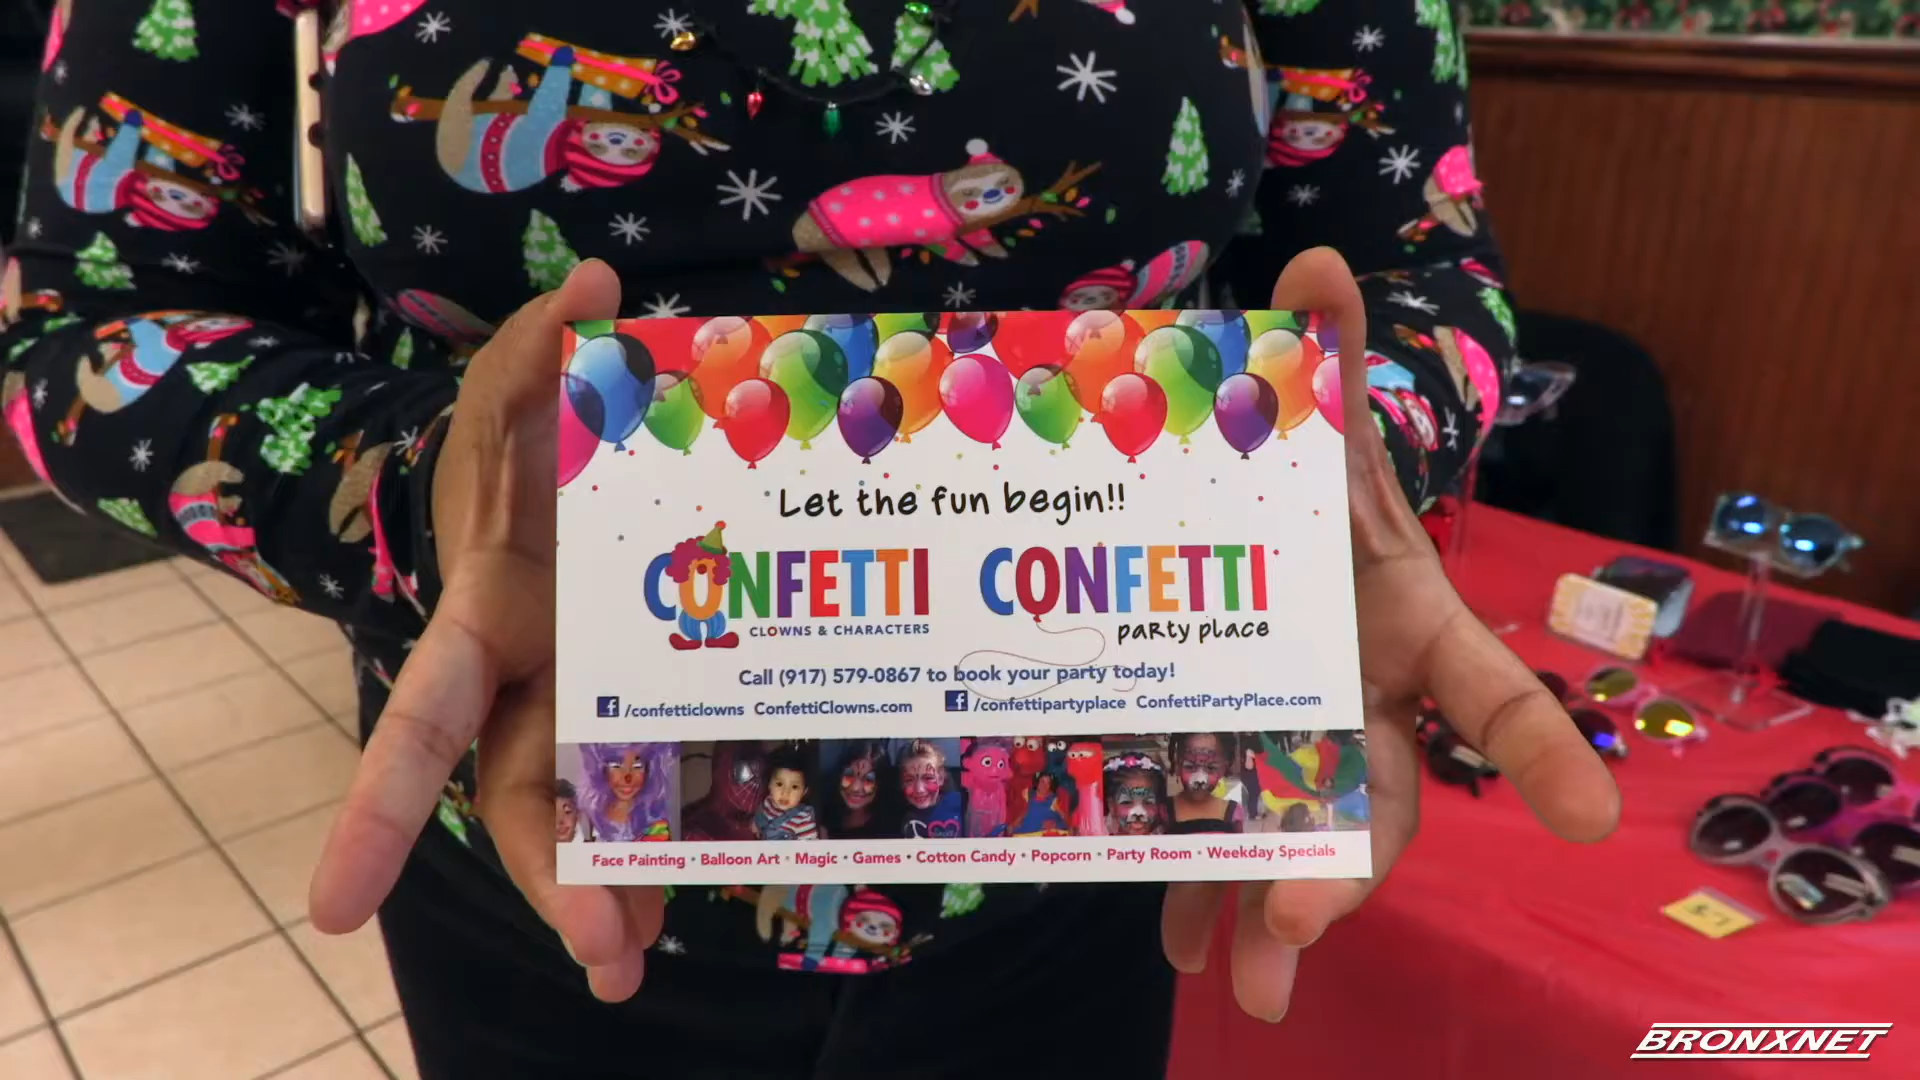 Let the fun begin!!
CONFETTI
CLOWNS & CHARACTERS
CONFETTI
party place
Call (917) 579-0867 to book your party today!
f /confetticlowns ConfettiClowns.com
f /confettipartyplace ConfettiPartyPlace.com
Face Painting • Balloon Art • Magic • Games • Cotton Candy • Popcorn • Party Room • Weekday Specials
BRONXNET